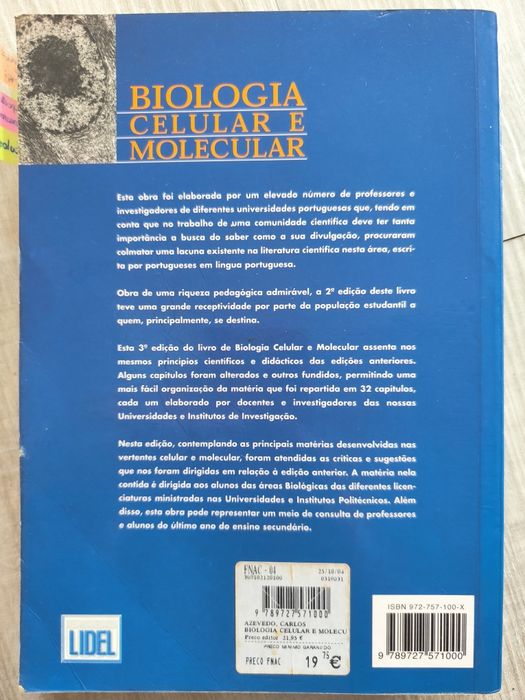 BIOLOGIA
CELULAR E
MOLECULAR
Esta obra foi elaborada por um elevado número de professores e
investigadores de diferentes universidades portuguesas que, tendo em
conta que no trabalho de uma comunidade científica deve ter tanta
importância a busca do saber como a sua divulgação, procuraram
colmatar uma lacuna existente na literatura científica nesta área, escri-
ta por portugueses em língua portuguesa.
Obra de uma riqueza pedagógica admirável, a 2ª edição deste livro
teve uma grande receptividade por parte da população estudantil a
quem, principalmente, se destina.
Esta 3ª edição do livro de Biologia Celular e Molecular assenta nos
mesmos princípios científicos e didácticos das edições anteriores.
Alguns capítulos foram alterados e outros fundidos, permitindo uma
mais fácil organização da matéria que foi repartida em 32 capítulos,
cada um elaborado por docentes e investigadores das nossas
Universidades e Institutos de Investigação.
Nesta edição, contemplando as principais matérias desenvolvidas nas
vertentes celular e molecular, foram atendidas as críticas e sugestões
que nos foram dirigidas em relação à edição anterior. A matéria nela
contida é dirigida aos alunos das áreas Biológicas das diferentes licen-
ciaturas ministradas nas Universidades e Institutos Politécnicos. Além
disso, esta obra pode representar um meio de consulta de professores
e alunos do último ano do ensino secundário.
FNAC - 04 25/10/04
0310031
9 789727 571000
AZEVEDO, CARLOS
BIOLOGIA CELULAR E MOLECU
Preco editor 21.95 €
PRECO MINIMO GARANTIDO
PRECO FNAC 19 75 €
ISBN 972-757-100-X
9 789727 571000
LIDEL